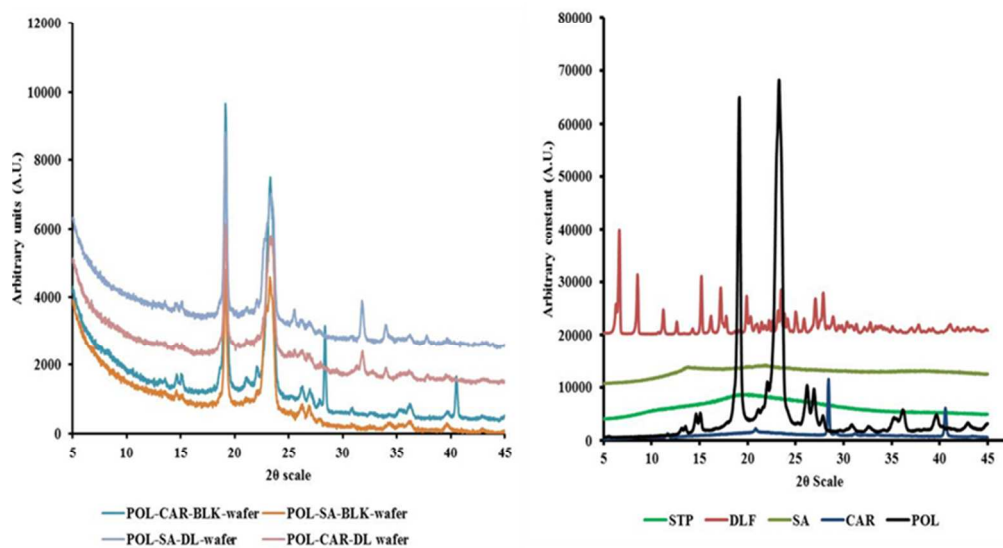 12000
10000
8000
6000
4000
2000
0
Arbitrary units (A.U.)
5 10 15 20 25 30 35 40 45
2θ scale
POL-CAR-BLK-wafer POL-SA-BLK-wafer
POL-SA-DL-wafer POL-CAR-DL wafer
80000
70000
60000
50000
40000
30000
20000
10000
0
Arbitrary constant (A.U.)
5 10 15 20 25 30 35 40 45
2θ Scale
STP DLF SA CAR POL